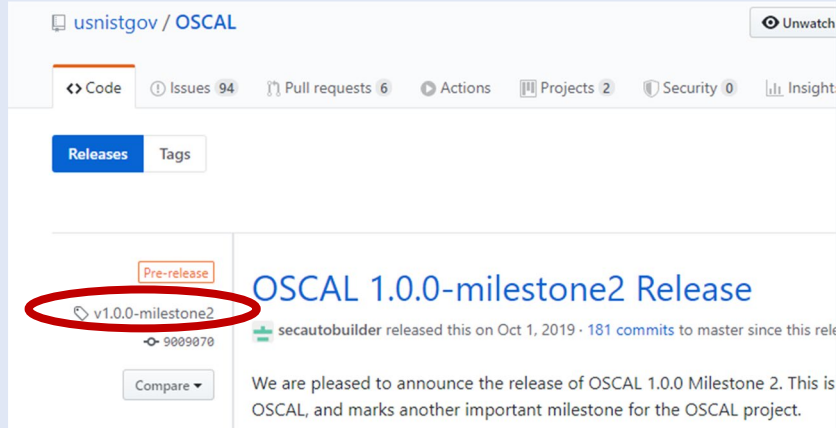 usnistgov / OSCAL
Unwatch
Code Issues 94 Pull requests 6 Actions Projects 2 Security 0 Insights
Releases Tags
Pre-release
OSCAL 1.0.0-milestone2 Release
v1.0.0-milestone2
secautobuilder released this on Oct 1, 2019 · 181 commits to master since this
9009070
Compare
We are pleased to announce the release of OSCAL 1.0.0 Milestone 2. This is
OSCAL, and marks another important milestone for the OSCAL project.